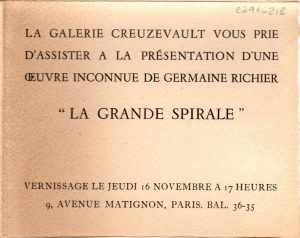 E291-218
LA GALERIE CREUZEVAULT VOUS PRIE
D'ASSISTER A LA PRÉSENTATION D'UNE
ŒUVRE INCONNUE DE GERMAINE RICHIER
“ LA GRANDE SPIRALE ”
VERNISSAGE LE JEUDI 16 NOVEMBRE A 17 HEURES
9, AVENUE MATIGNON, PARIS. BAL. 36-35